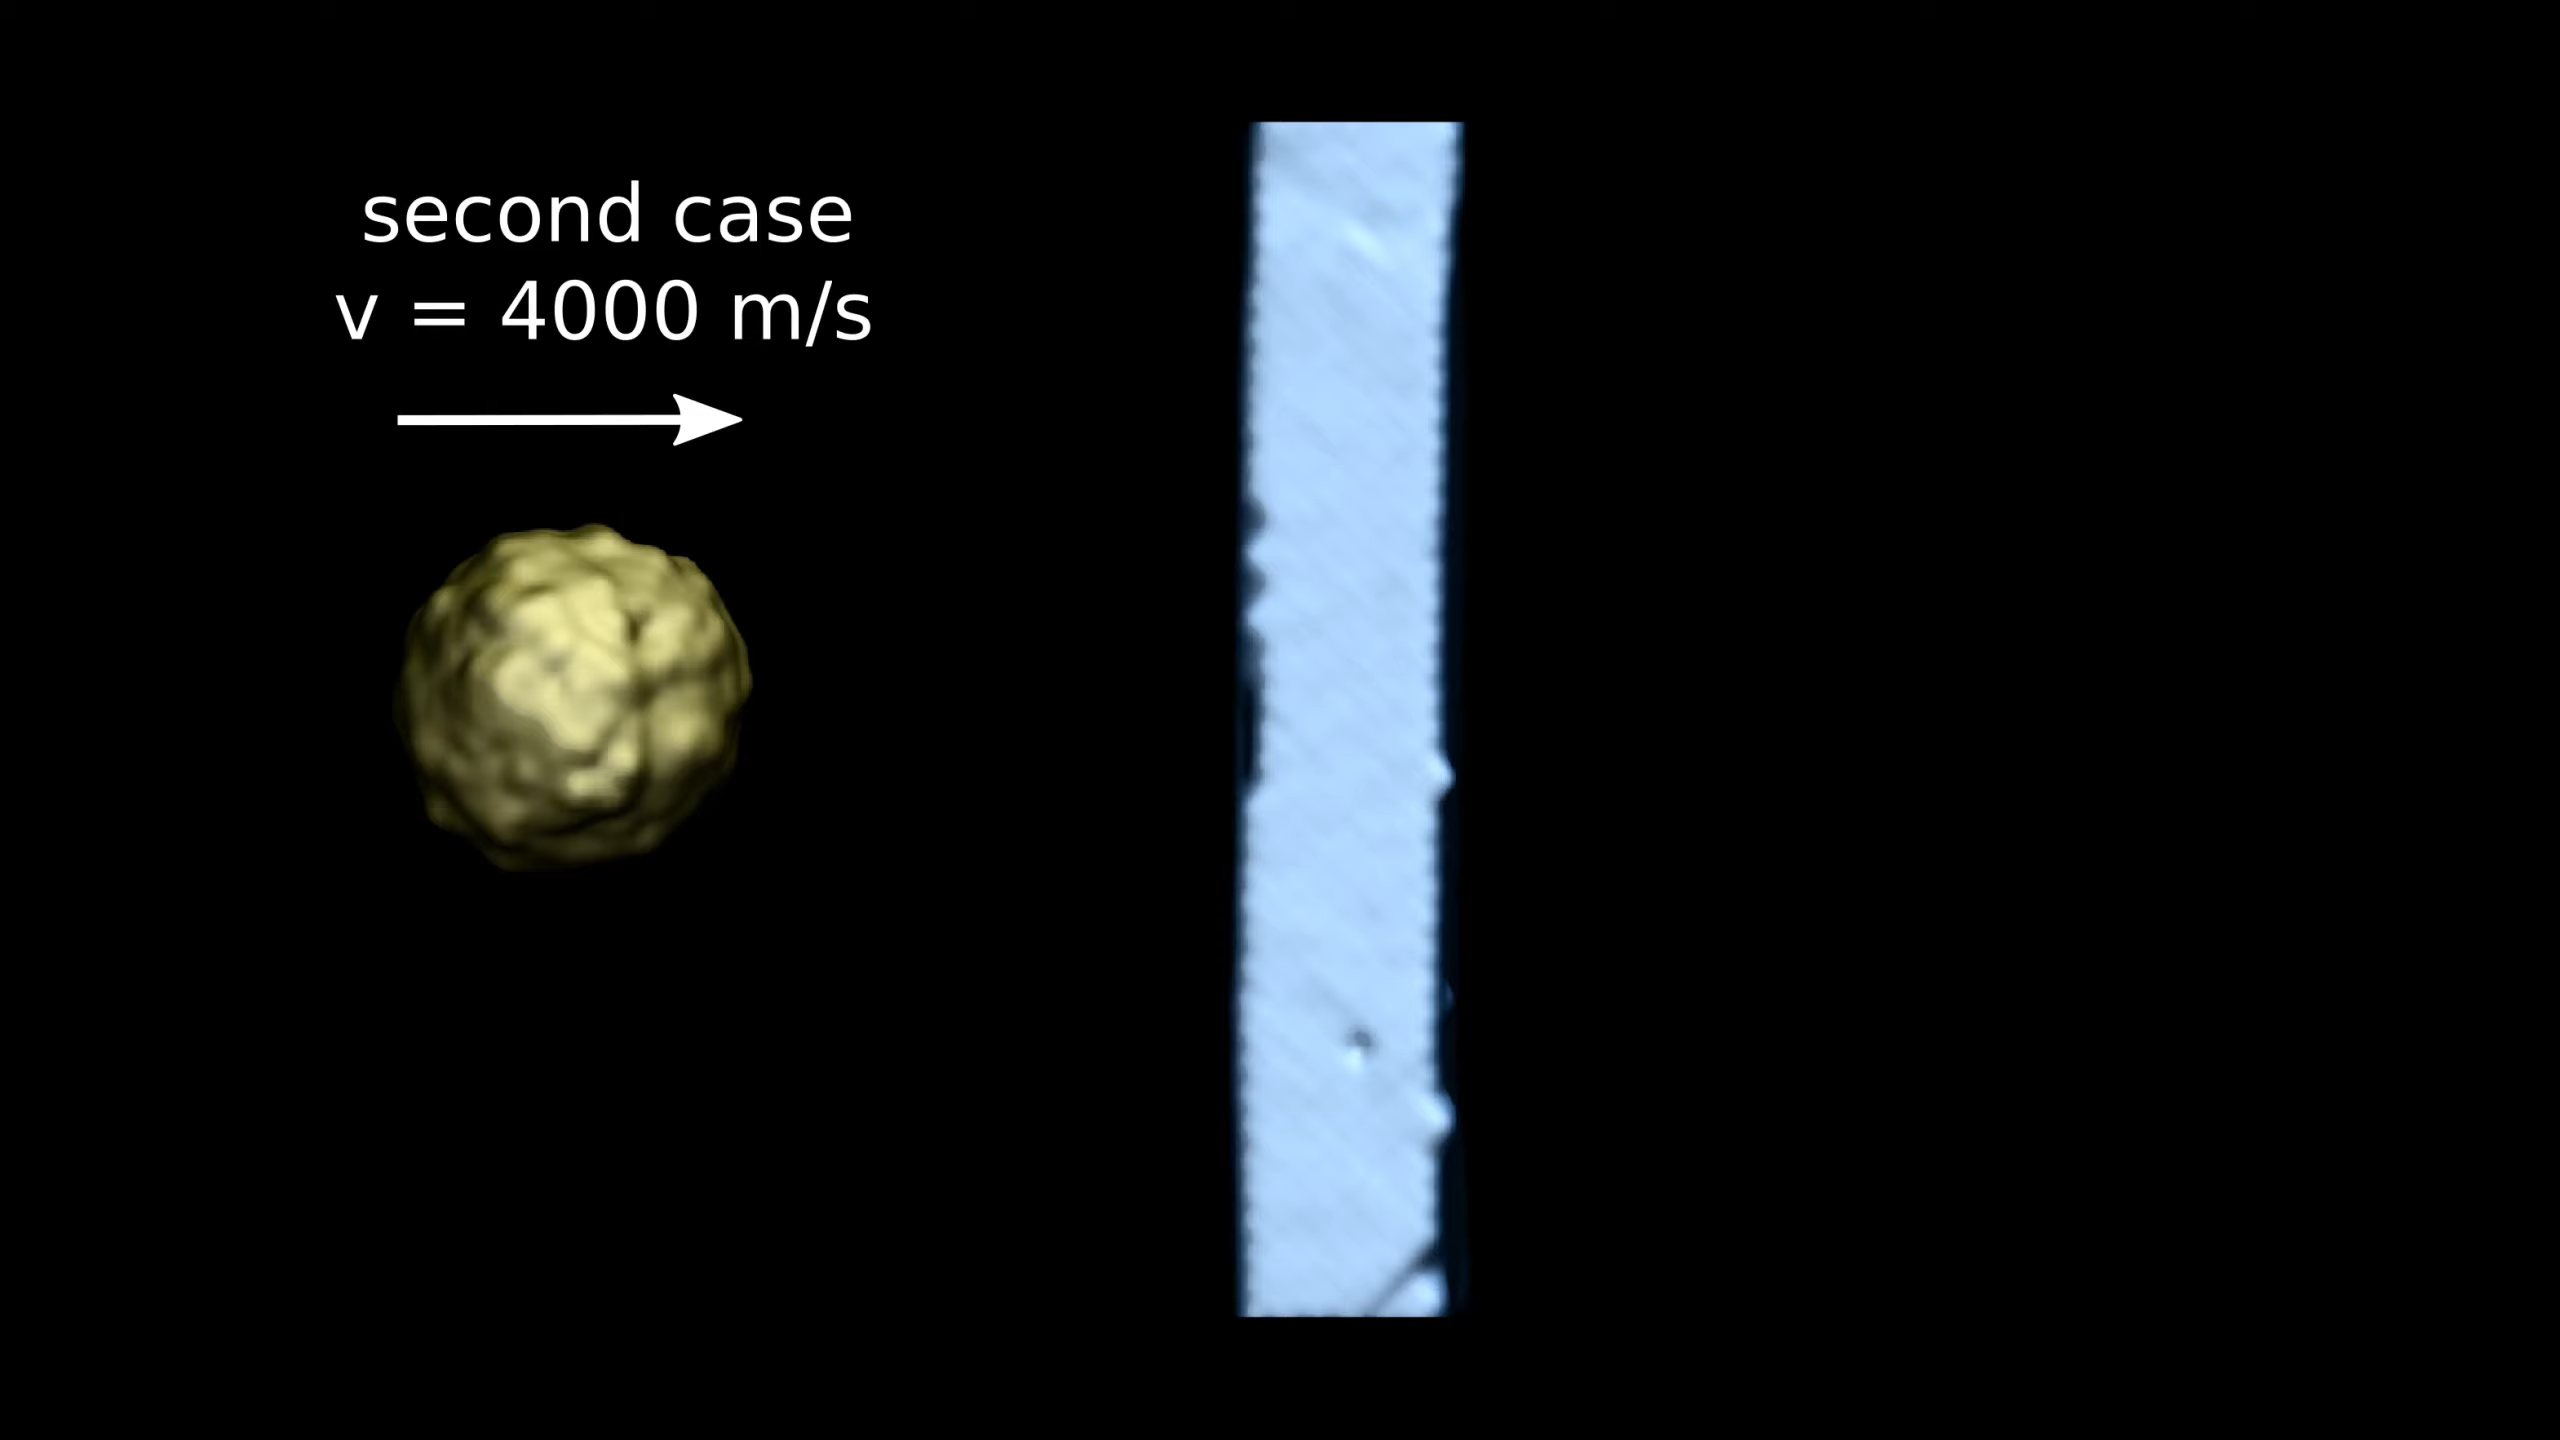 second case
v = 4000 m/s